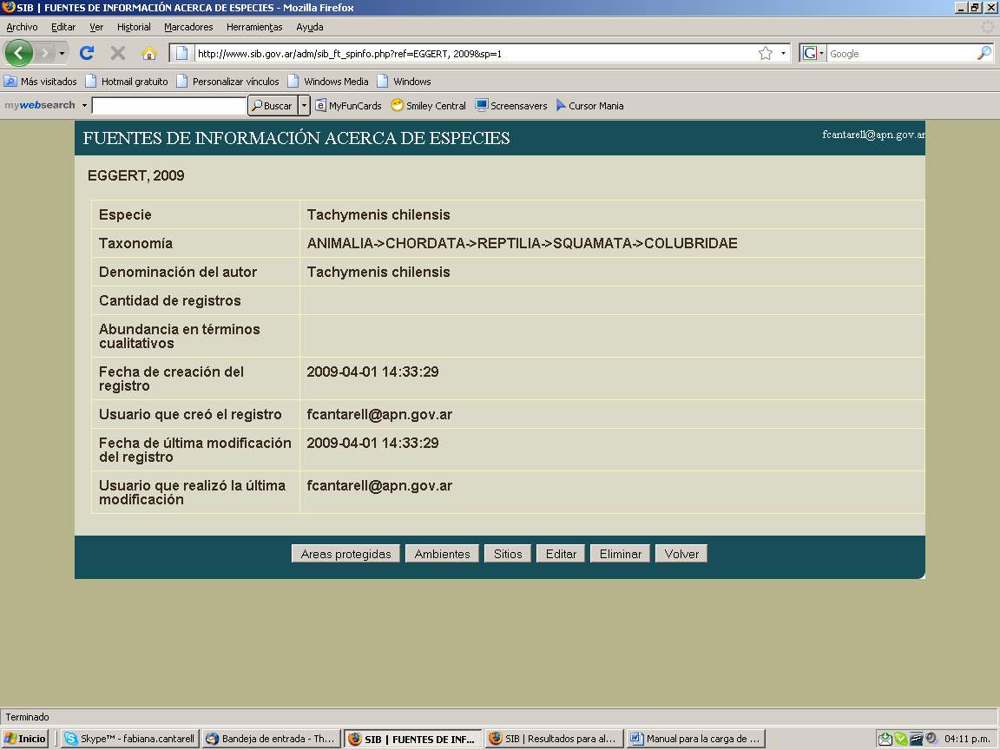 SIB | FUENTES DE INFORMACIÓN ACERCA DE ESPECIES - Mozilla Firefox
Archivo Editar Ver Historial Marcadores Herramientas Ayuda
http://www.sib.gov.ar/adm/sib_ft_spinfo.php?ref=EGGERT, 2009&sp=1
G Google
Más visitados Hotmail gratuito Personalizar vínculos Windows Media Windows
mywebsearch Buscar MyFunCards Smiley Central Screensavers Cursor Mania
FUENTES DE INFORMACIÓN ACERCA DE ESPECIES
fcantarell@apn.gov.ar
EGGERT, 2009
Especie Tachymenis chilensis
Taxonomía ANIMALIA->CHORDATA->REPTILIA->SQUAMATA->COLUBRIDAE
Denominación del autor Tachymenis chilensis
Cantidad de registros
Abundancia en términos
cualitativos
Fecha de creación del 2009-04-01 14:33:29
registro
Usuario que creó el registro fcantarell@apn.gov.ar
Fecha de última modificación 2009-04-01 14:33:29
del registro
Usuario que realizó la última fcantarell@apn.gov.ar
modificación
Areas protegidas Ambientes Sitios Editar Eliminar Volver
Terminado
Inicio Skype™ - fabiana.cantarell Bandeja de entrada - Th... SIB | FUENTES DE INF... SIB | Resultados para al... Manual para la carga de ... 04:11 p.m.